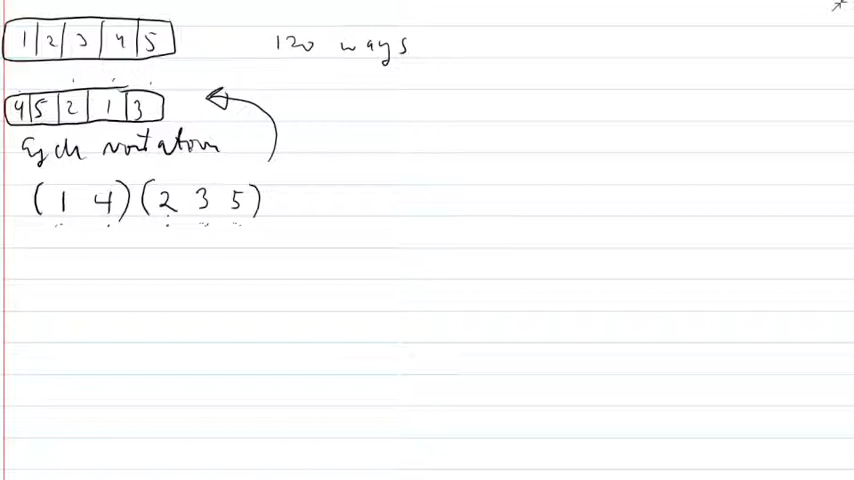 1 2 3 4 5 120 ways
4 5 2 1 3
Cycle notation
(1 4)(2 3 5)